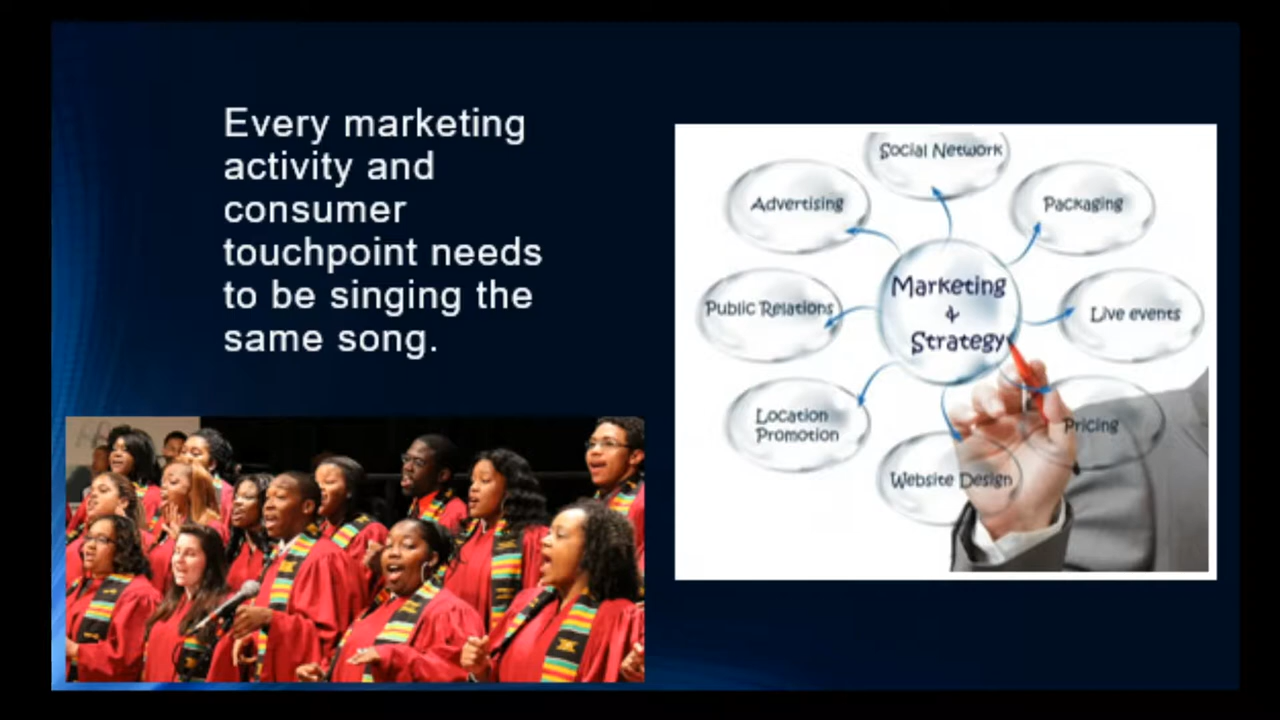 Every marketing
activity and
consumer
touchpoint needs
to be singing the
same song.
Social Network
Advertising
Packaging
Marketing
&
Strategy
Public Relations
Live events
Location
Promotion
Pricing
Website Design